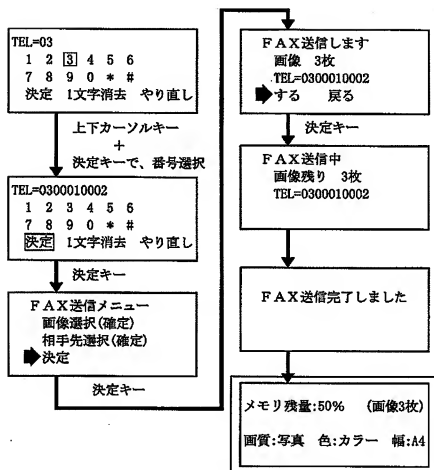 TEL=03
1 2 3 4 5 6
7 8 9 0 * #
決定 1文字消去 やり直し
上下カーソルキー
+
決定キーで、番号選択
TEL=0300010002
1 2 3 4 5 6
7 8 9 0 * #
決定 1文字消去 やり直し
決定キー
FAX送信メニュー
画像選択(確定)
相手先選択(確定)
決定
決定キー
FAX送信します
画像 3枚
TEL=0300010002
する 戻る
決定キー
FAX送信中
画像残り 3枚
TEL=0300010002
FAX送信完了しました
メモリ残量:50% (画像3枚)
画質:写真 色:カラー 幅:A4